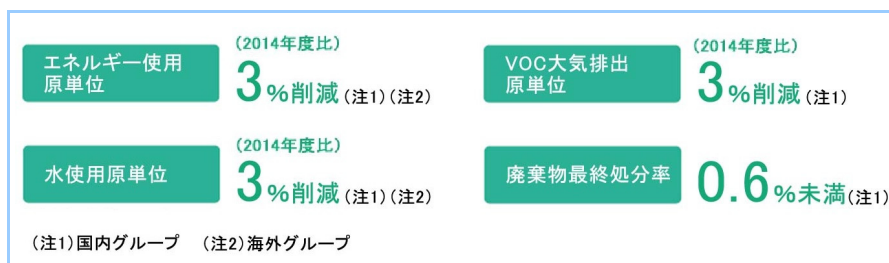 エネルギー使用
原単位
(2014年度比)
3%削減(注1)(注2)
VOC大気排出
原単位
(2014年度比)
3%削減(注1)
水使用原単位
(2014年度比)
3%削減(注1)(注2)
廃棄物最終処分率
0.6%未満(注1)
(注1)国内グループ (注2)海外グループ